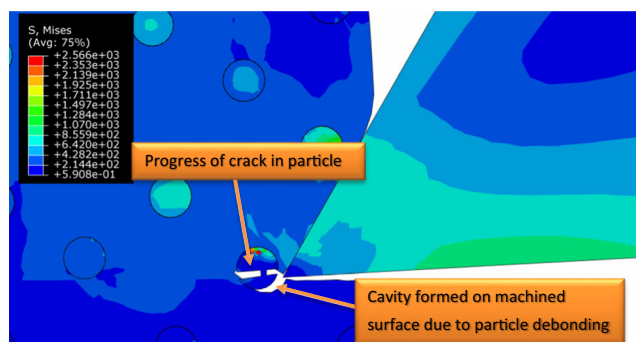 S, Mises
(Avg: 75%)
+2.566e+03
+2.353e+03
+2.139e+03
+1.925e+03
+1.711e+03
+1.497e+03
+1.284e+03
+1.070e+03
+8.559e+02
+6.420e+02
+4.282e+02
+2.144e+02
+5.908e-01
Progress of crack in particle
Cavity formed on machined
surface due to particle debonding